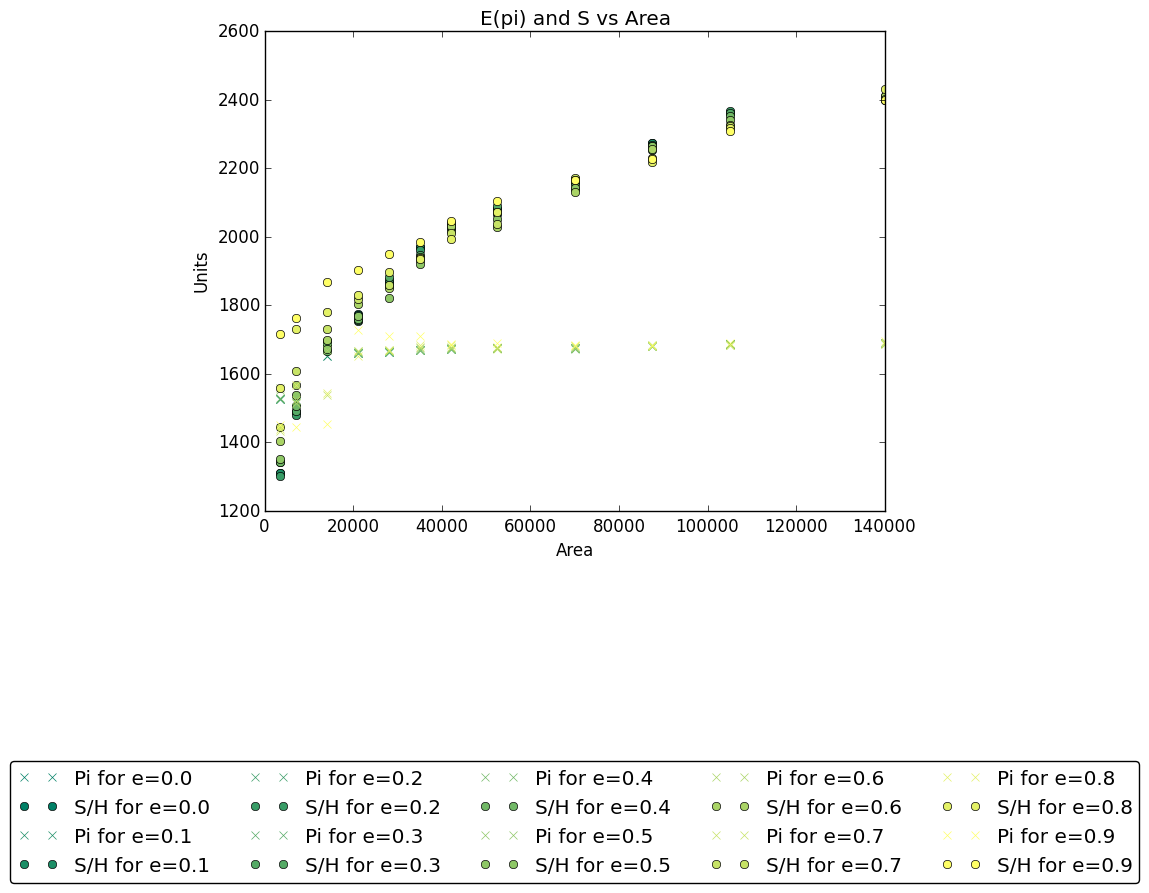 E(pi) and S vs Area
2600
2400
2200
2000
1800
1600
1400
1200
Units
0 20000 40000 60000 80000 100000 120000 140000
Area
Pi for e=0.0 Pi for e=0.2 Pi for e=0.4 Pi for e=0.6 Pi for e=0.8
S/H for e=0.0 S/H for e=0.2 S/H for e=0.4 S/H for e=0.6 S/H for e=0.8
Pi for e=0.1 Pi for e=0.3 Pi for e=0.5 Pi for e=0.7 Pi for e=0.9
S/H for e=0.1 S/H for e=0.3 S/H for e=0.5 S/H for e=0.7 S/H for e=0.9